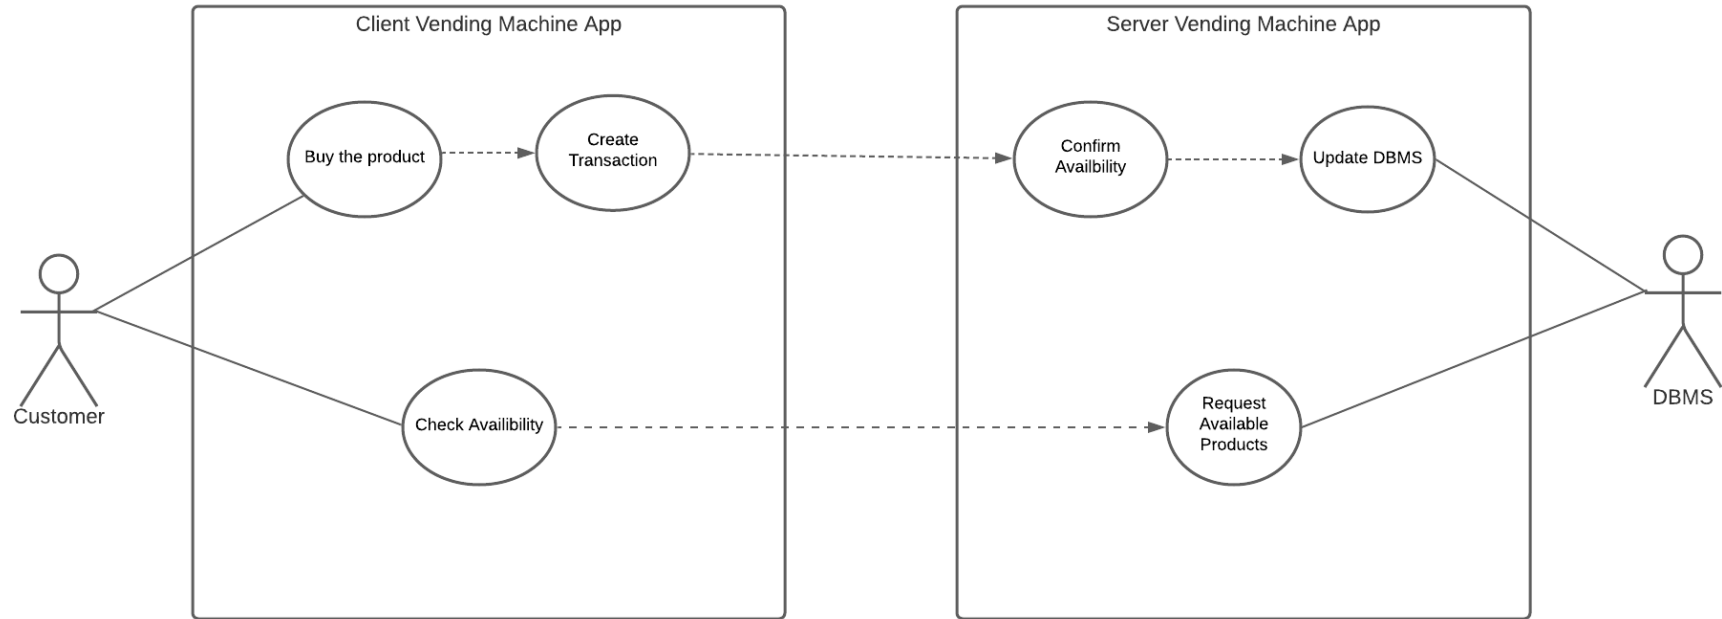 Client Vending Machine App
Server Vending Machine App
Buy the product
Create
Transaction
Confirm
Availbility
Update DBMS
Customer
Check Availibility
Request
Available
Products
DBMS